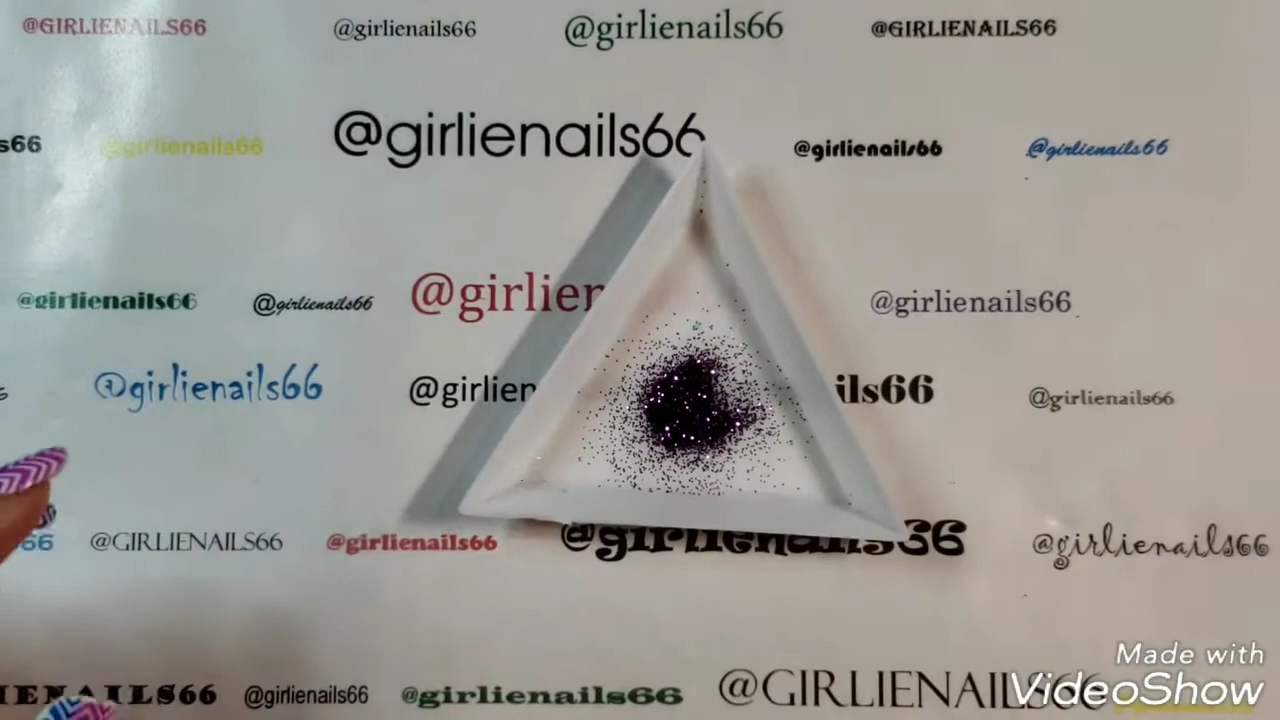 @GIRLIENAILS66 @girlienails66 @girlienails66 @GIRLIENAILS66
s66 @girlienails66 @girlienails66 @girlienails66 @girlienails66
@girlienails66 @girlienails66 @girlien @girlienails66
@girlienails66 @girlien ils66 @girlienails66
66 @GIRLIENAILS66 @girlienails66 @girlienails66 @girlienails66
IENAILS66 @girlienails66 @girlienails66 @GIRLIENAILS66
Made with
VideoShow